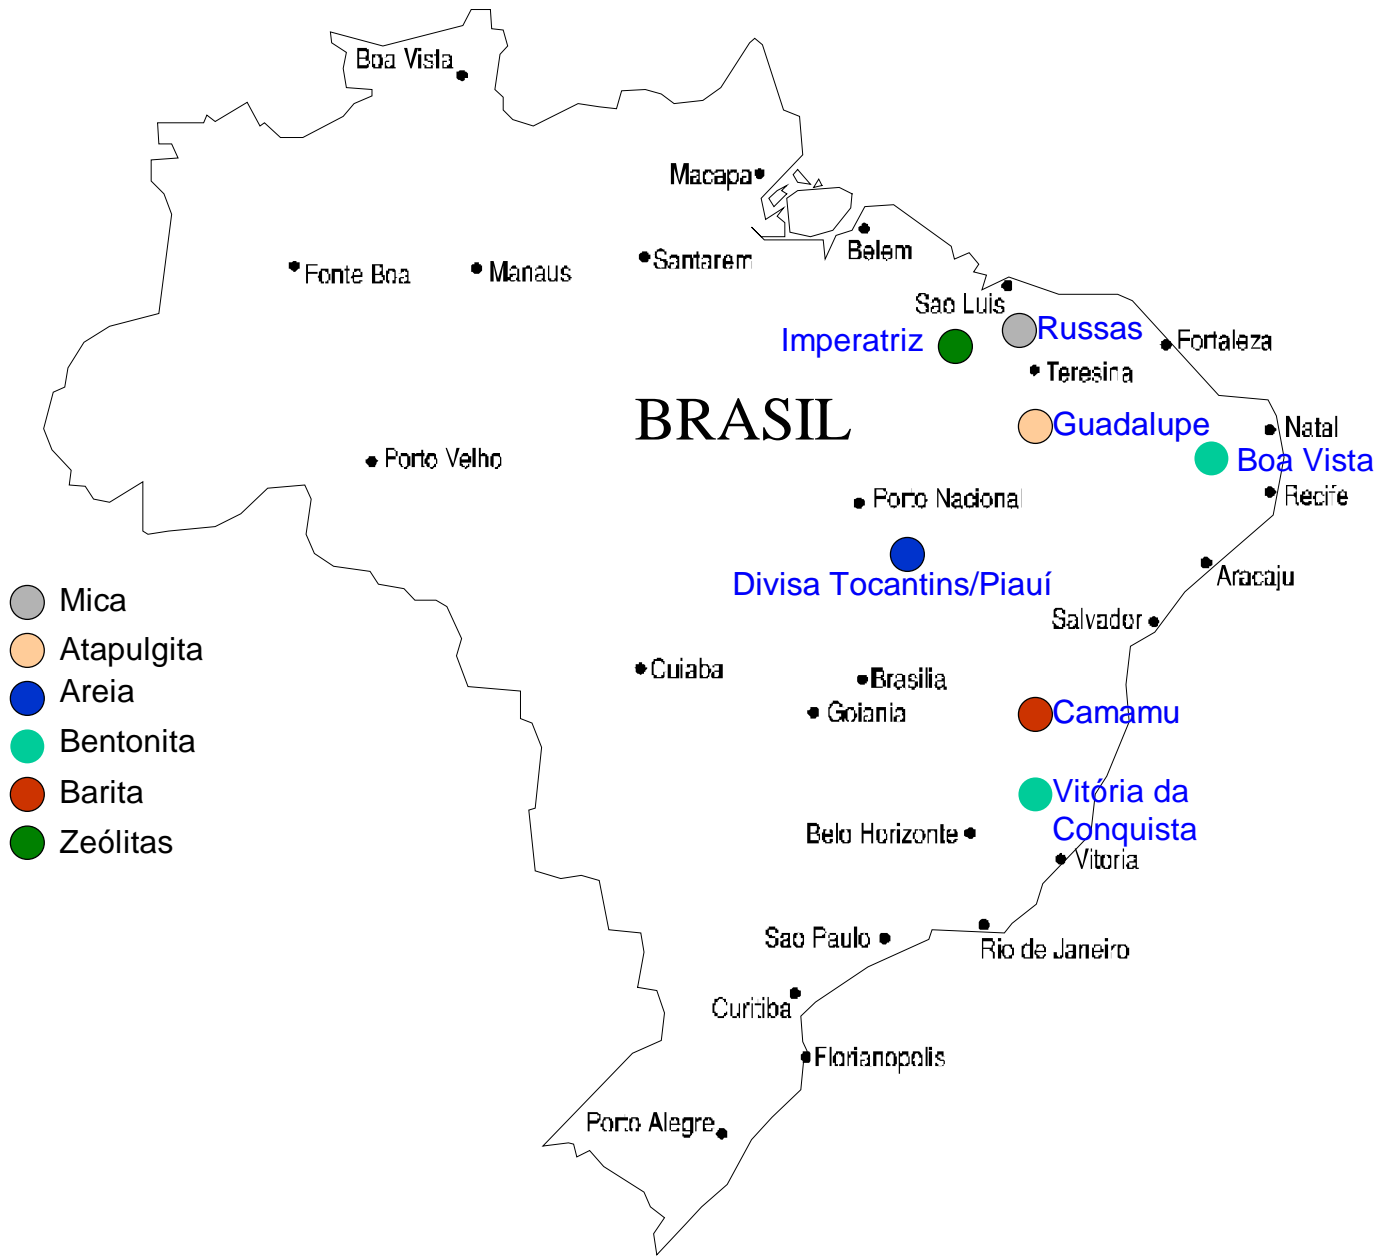 Boa Vista
Macapa
Belem
Fonte Boa
Manaus
Santarem
Sao Luis
Imperatriz
Russas
Fortaleza
Teresina
BRASIL
Guadalupe
Natal
Porto Velho
Boa Vista
Porto Nacional
Recife
Divisa Tocantins/Piauí
Aracaju
Mica
Salvador
Atapulgita
Cuiaba
Brasilia
Areia
Goiania
Camamu
Bentonita
Barita
Vitória da
Conquista
Zeólitas
Belo Horizonte
Vitoria
Sao Paulo
Rio de Janeiro
Curitiba
Florianopolis
Porto Alegre